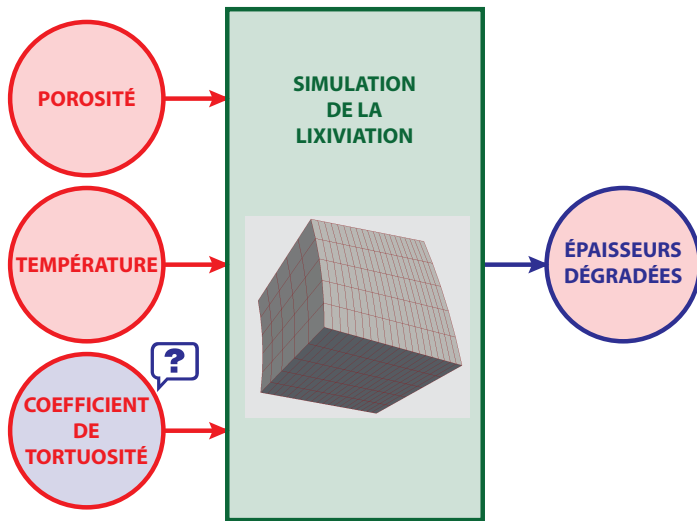 POROSITÉ
TEMPÉRATURE
?
COEFFICIENT
DE
TORTUOSITÉ
SIMULATION
DE LA
LIXIVIATION
ÉPAISSEURS
DÉGRADÉES